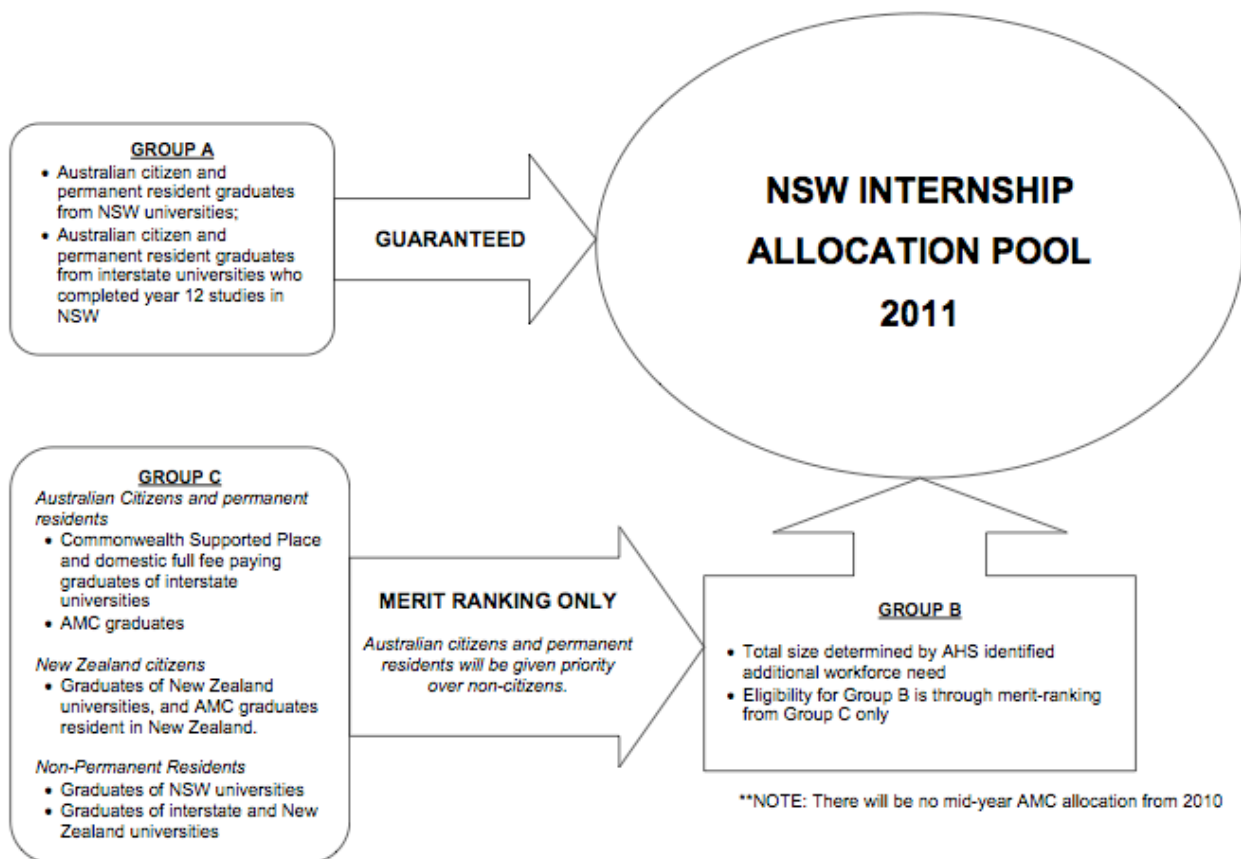 GROUP A
• Australian citizen and
permanent resident graduates
from NSW universities;
• Australian citizen and
permanent resident graduates
from interstate universities who
completed year 12 studies in
NSW
GUARANTEED
NSW INTERNSHIP
ALLOCATION POOL
2011
GROUP C
Australian Citizens and permanent
residents
• Commonwealth Supported Place
and domestic full fee paying
graduates of interstate
universities
• AMC graduates
New Zealand citizens
• Graduates of New Zealand
universities, and AMC graduates
resident in New Zealand.
Non-Permanent Residents
• Graduates of NSW universities
• Graduates of interstate and New
Zealand universities
MERIT RANKING ONLY
Australian citizens and permanent
residents will be given priority
over non-citizens.
GROUP B
• Total size determined by AHS identified
additional workforce need
• Eligibility for Group B is through merit-ranking
from Group C only
**NOTE: There will be no mid-year AMC allocation from 2010